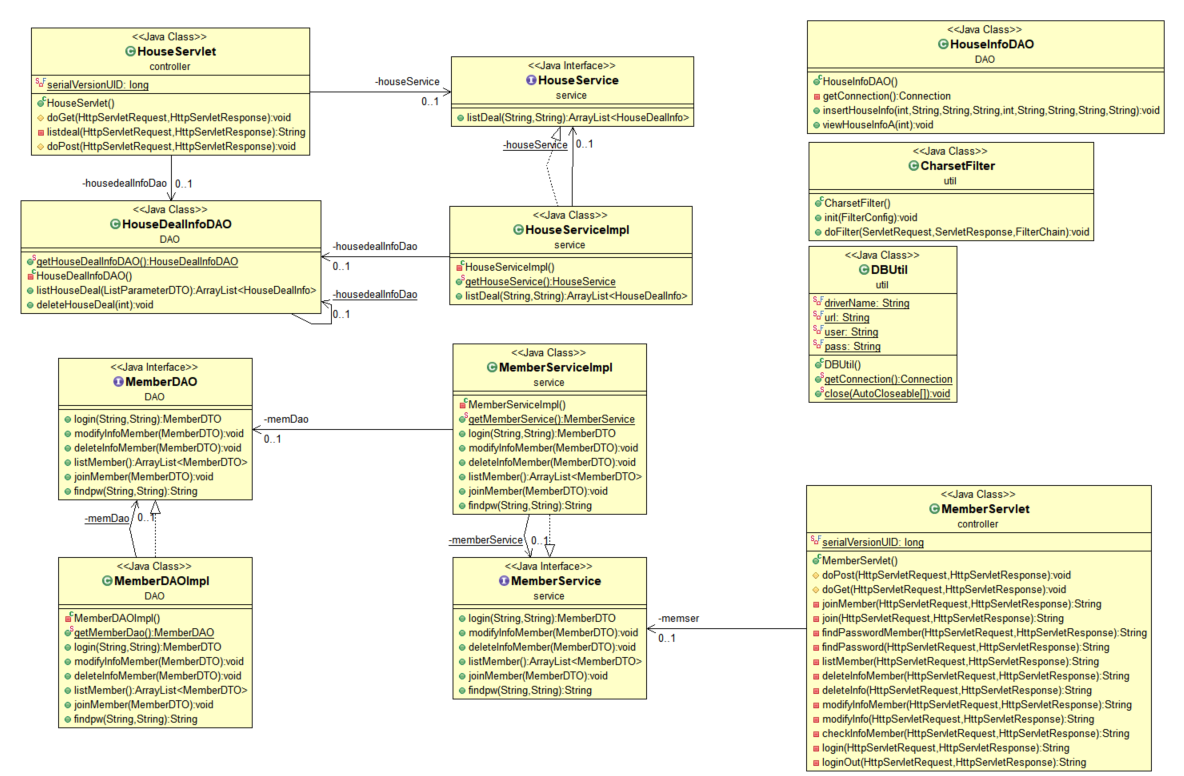 <<Java Class>>
HouseServlet
controller
serialVersionUID: long
HouseServlet()
doGet(HttpServletRequest,HttpServletResponse):void
listdeal(HttpServletRequest,HttpServletResponse):String
doPost(HttpServletRequest,HttpServletResponse):void
-houseService
0..1
<<Java Interface>>
HouseService
service
listDeal(String,String):ArrayList<HouseDealInfo>
-houseService
0..1
-housedealInfoDao
0..1
<<Java Class>>
HouseDealInfoDAO
DAO
getHouseDealInfoDAO():HouseDealInfoDAO
HouseDealInfoDAO()
listHouseDeal(ListParameterDTO):ArrayList<HouseDealInfo>
deleteHouseDeal(int):void
-housedealInfoDao
0..1
-housedealInfoDao
0..1
<<Java Class>>
HouseServiceImpl
service
HouseServiceImpl()
getHouseService():HouseService
listDeal(String,String):ArrayList<HouseDealInfo>
<<Java Class>>
HouseInfoDAO
DAO
HouseInfoDAO()
getConnection():Connection
insertHouseInfo(int,String,String,String,int,String,String,String,String):void
viewHouseInfoA(int):void
<<Java Class>>
CharsetFilter
util
CharsetFilter()
init(FilterConfig):void
doFilter(ServletRequest,ServletResponse,FilterChain):void
<<Java Class>>
DBUtil
util
driverName: String
url: String
user: String
pass: String
DBUtil()
getConnection():Connection
close(AutoCloseable[]):void
<<Java Interface>>
MemberDAO
DAO
login(String,String):MemberDTO
modifyInfoMember(MemberDTO):void
deleteInfoMember(MemberDTO):void
listMember():ArrayList<MemberDTO>
joinMember(MemberDTO):void
findpw(String,String):String
-memDao
0..1
<<Java Class>>
MemberServiceImpl
service
MemberServiceImpl()
getMemberService():MemberService
login(String,String):MemberDTO
modifyInfoMember(MemberDTO):void
deleteInfoMember(MemberDTO):void
listMember():ArrayList<MemberDTO>
joinMember(MemberDTO):void
findpw(String,String):String
-memDao
0..1
<<Java Class>>
MemberDAOImpl
DAO
MemberDAOImpl()
getMemberDao():MemberDAO
login(String,String):MemberDTO
modifyInfoMember(MemberDTO):void
deleteInfoMember(MemberDTO):void
listMember():ArrayList<MemberDTO>
joinMember(MemberDTO):void
findpw(String,String):String
-memberService
0..1
<<Java Interface>>
MemberService
service
login(String,String):MemberDTO
modifyInfoMember(MemberDTO):void
deleteInfoMember(MemberDTO):void
listMember():ArrayList<MemberDTO>
joinMember(MemberDTO):void
findpw(String,String):String
-memser
0..1
<<Java Class>>
MemberServlet
controller
serialVersionUID: long
MemberServlet()
doPost(HttpServletRequest,HttpServletResponse):void
doGet(HttpServletRequest,HttpServletResponse):void
joinMember(HttpServletRequest,HttpServletResponse):String
join(HttpServletRequest,HttpServletResponse):String
findPasswordMember(HttpServletRequest,HttpServletResponse):String
findPassword(HttpServletRequest,HttpServletResponse):String
listMember(HttpServletRequest,HttpServletResponse):String
deleteInfoMember(HttpServletRequest,HttpServletResponse):String
deleteInfo(HttpServletRequest,HttpServletResponse):String
modifyInfoMember(HttpServletRequest,HttpServletResponse):String
modifyInfo(HttpServletRequest,HttpServletResponse):String
checkInfoMember(HttpServletRequest,HttpServletResponse):String
login(HttpServletRequest,HttpServletResponse):String
loginOut(HttpServletRequest,HttpServletResponse):String